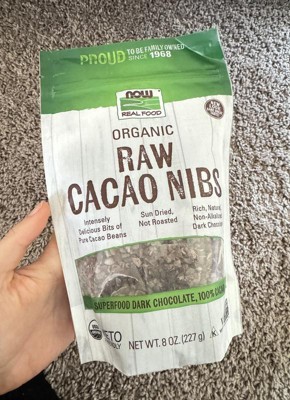 PROUD TO BE FAMILY OWNED
SINCE 1968
NOW
REAL FOOD
ORGANIC
RAW
CACAO NIBS
Intensely
Delicious Bits of
Pure Cacao Beans
Sun Dried,
Not Roasted
Rich, Natural
Non-Alkalized
Dark Chocolate
SUPERFOOD DARK CHOCOLATE, 100% CACAO
KETO
NET WT. 8 OZ. (227 g)